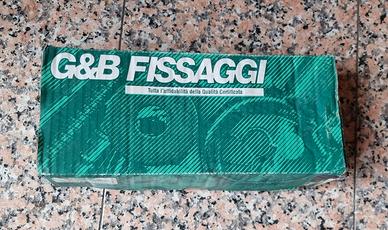 G&B FISSAGGI
Tutta l'affidabilità della Qualità Certificata